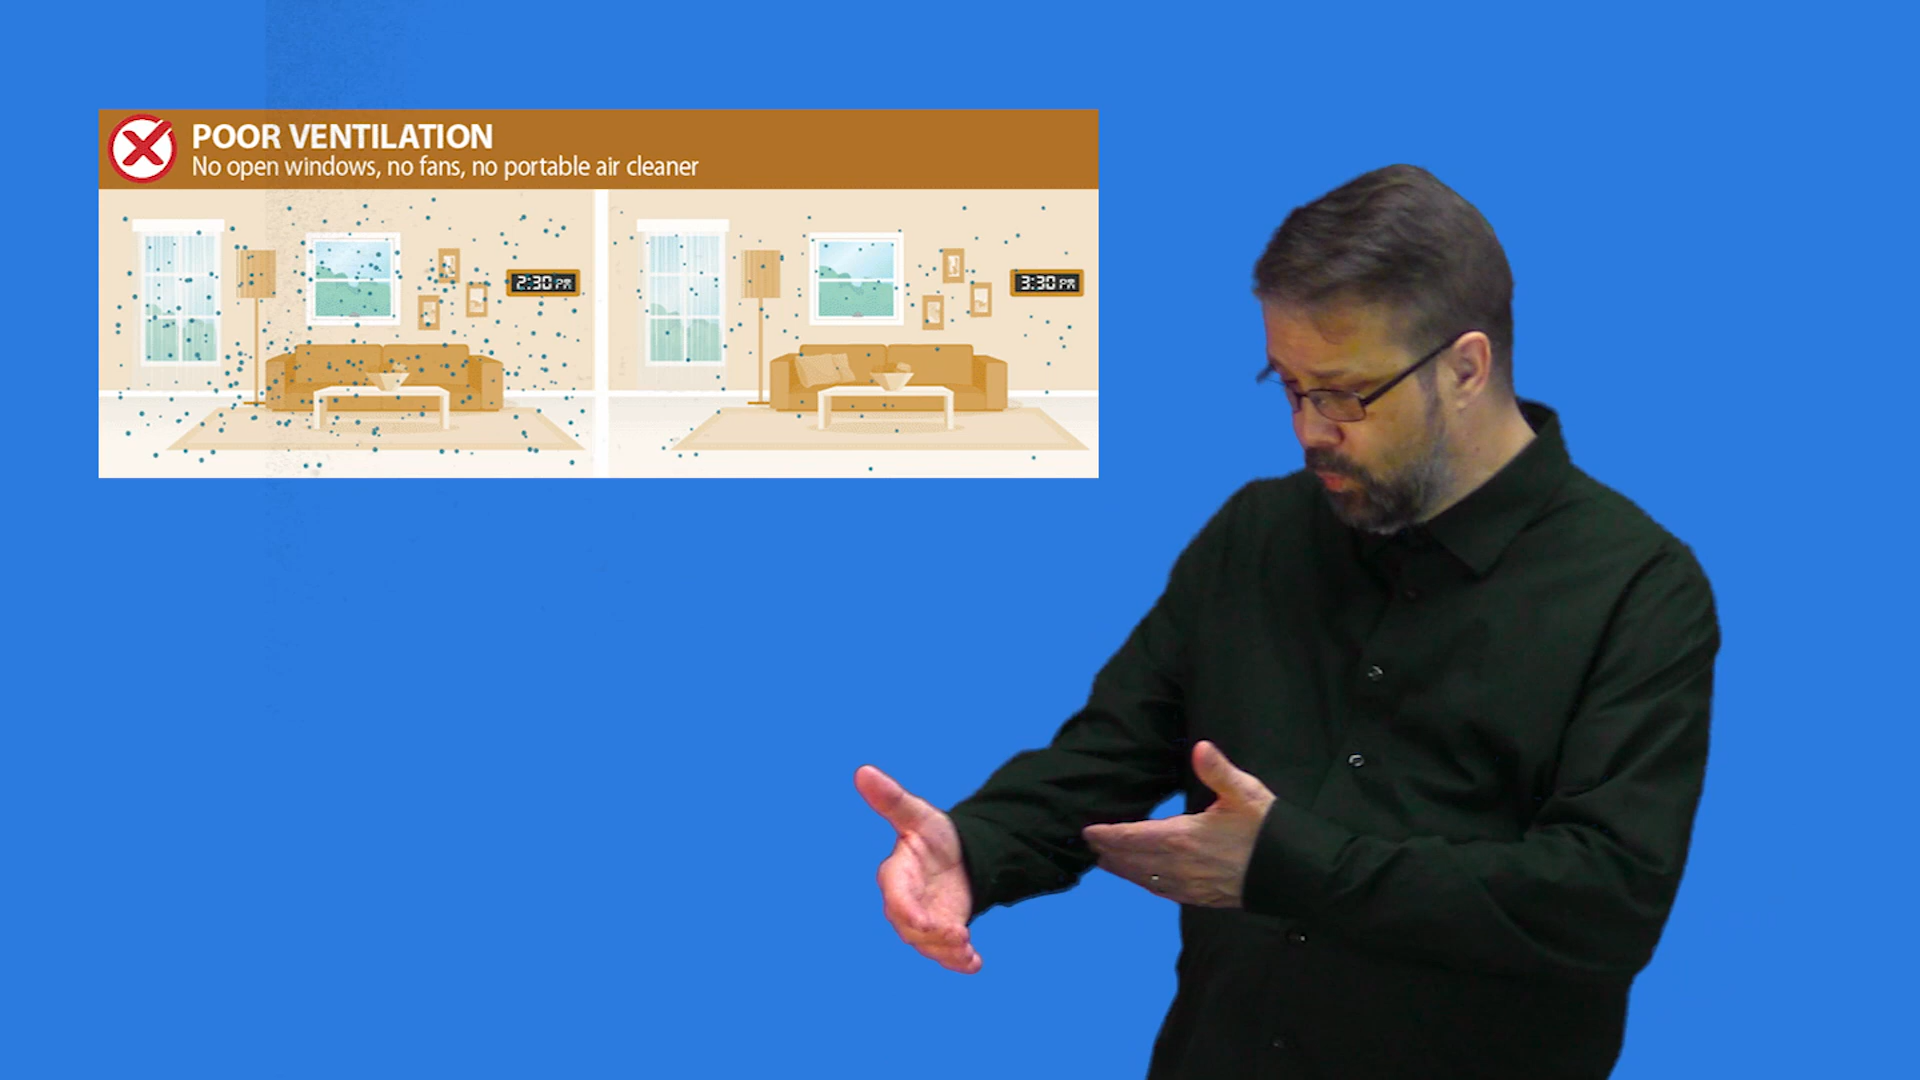 POOR VENTILATION
No open windows, no fans, no portable air cleaner
2:30 PM
3:30 PM